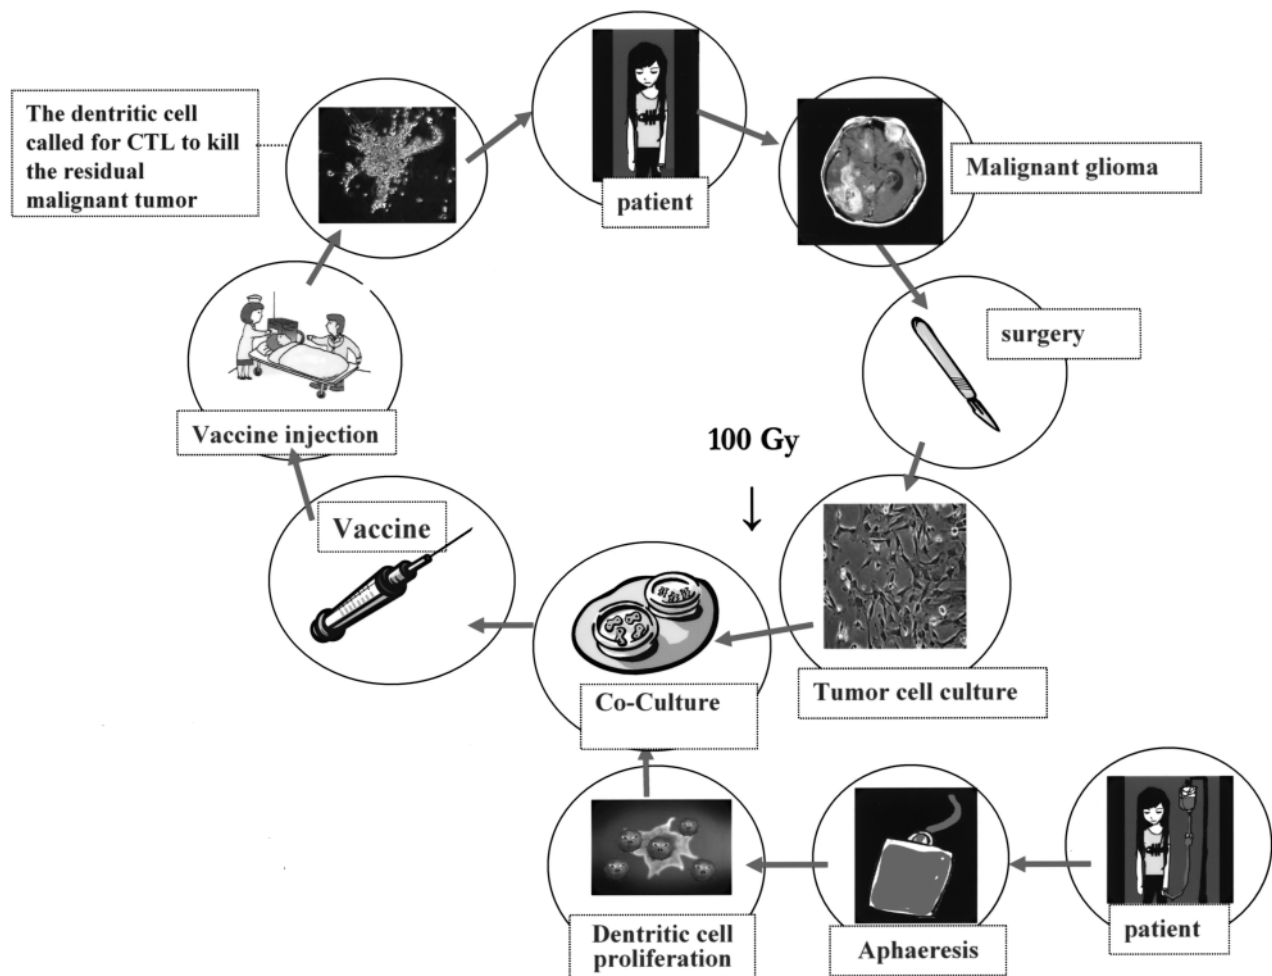 The dentritic cell
called for CTL to kill
the residual
malignant tumor
patient
Malignant glioma
surgery
Vaccine injection
100 Gy
Vaccine
Co-Culture
Tumor cell culture
Dentritic cell
proliferation
Aphaeresis
patient